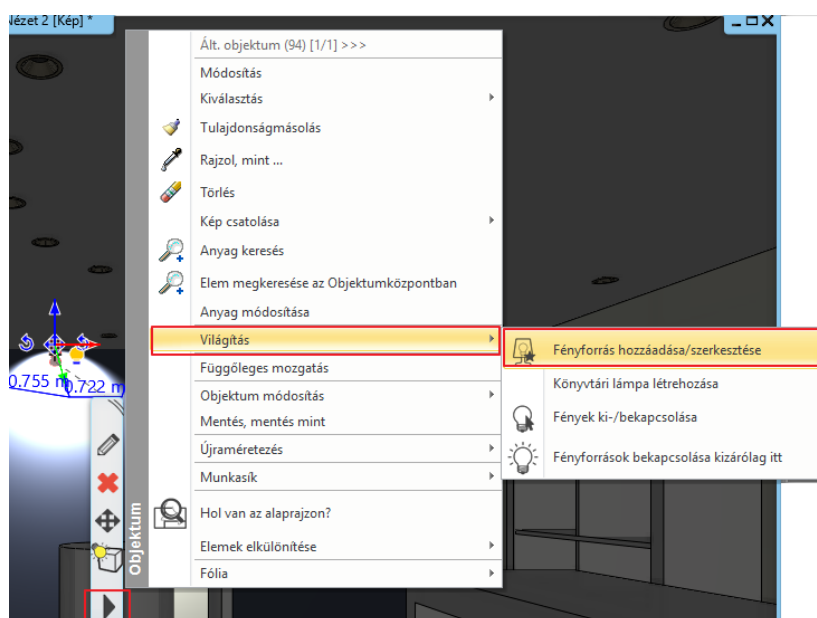 Nézet 2 [Kép] *
Ált. objektum (94) [1/1] >>>
Módosítás
Kiválasztás
Tulajdonságmásolás
Rajzol, mint ...
Törlés
Kép csatolása
Anyag keresés
Elem megkeresése az Objektumközpontban
Anyag módosítása
Világítás
Függőleges mozgatás
Objektum módosítás
Mentés, mentés mint
Újraméretezés
Munkasík
Hol van az alaprajzon?
Elemek elkülönítése
Fólia
Objektum
Fényforrás hozzáadása/szerkesztése
Könyvtári lámpa létrehozása
Fények ki-/bekapcsolása
Fényforrások bekapcsolása kizárólag itt
0.755 m
0.722 m